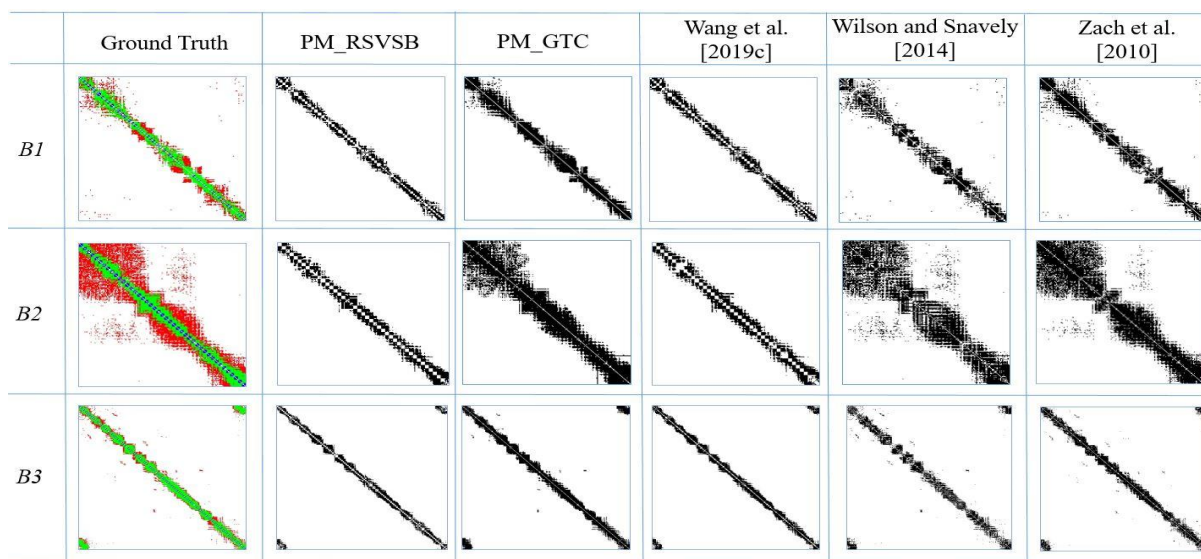 Ground Truth
PM_RSVSB
PM_GTC
Wang et al.
[2019c]
Wilson and Snavely
[2014]
Zach et al.
[2010]
B1
B2
B3